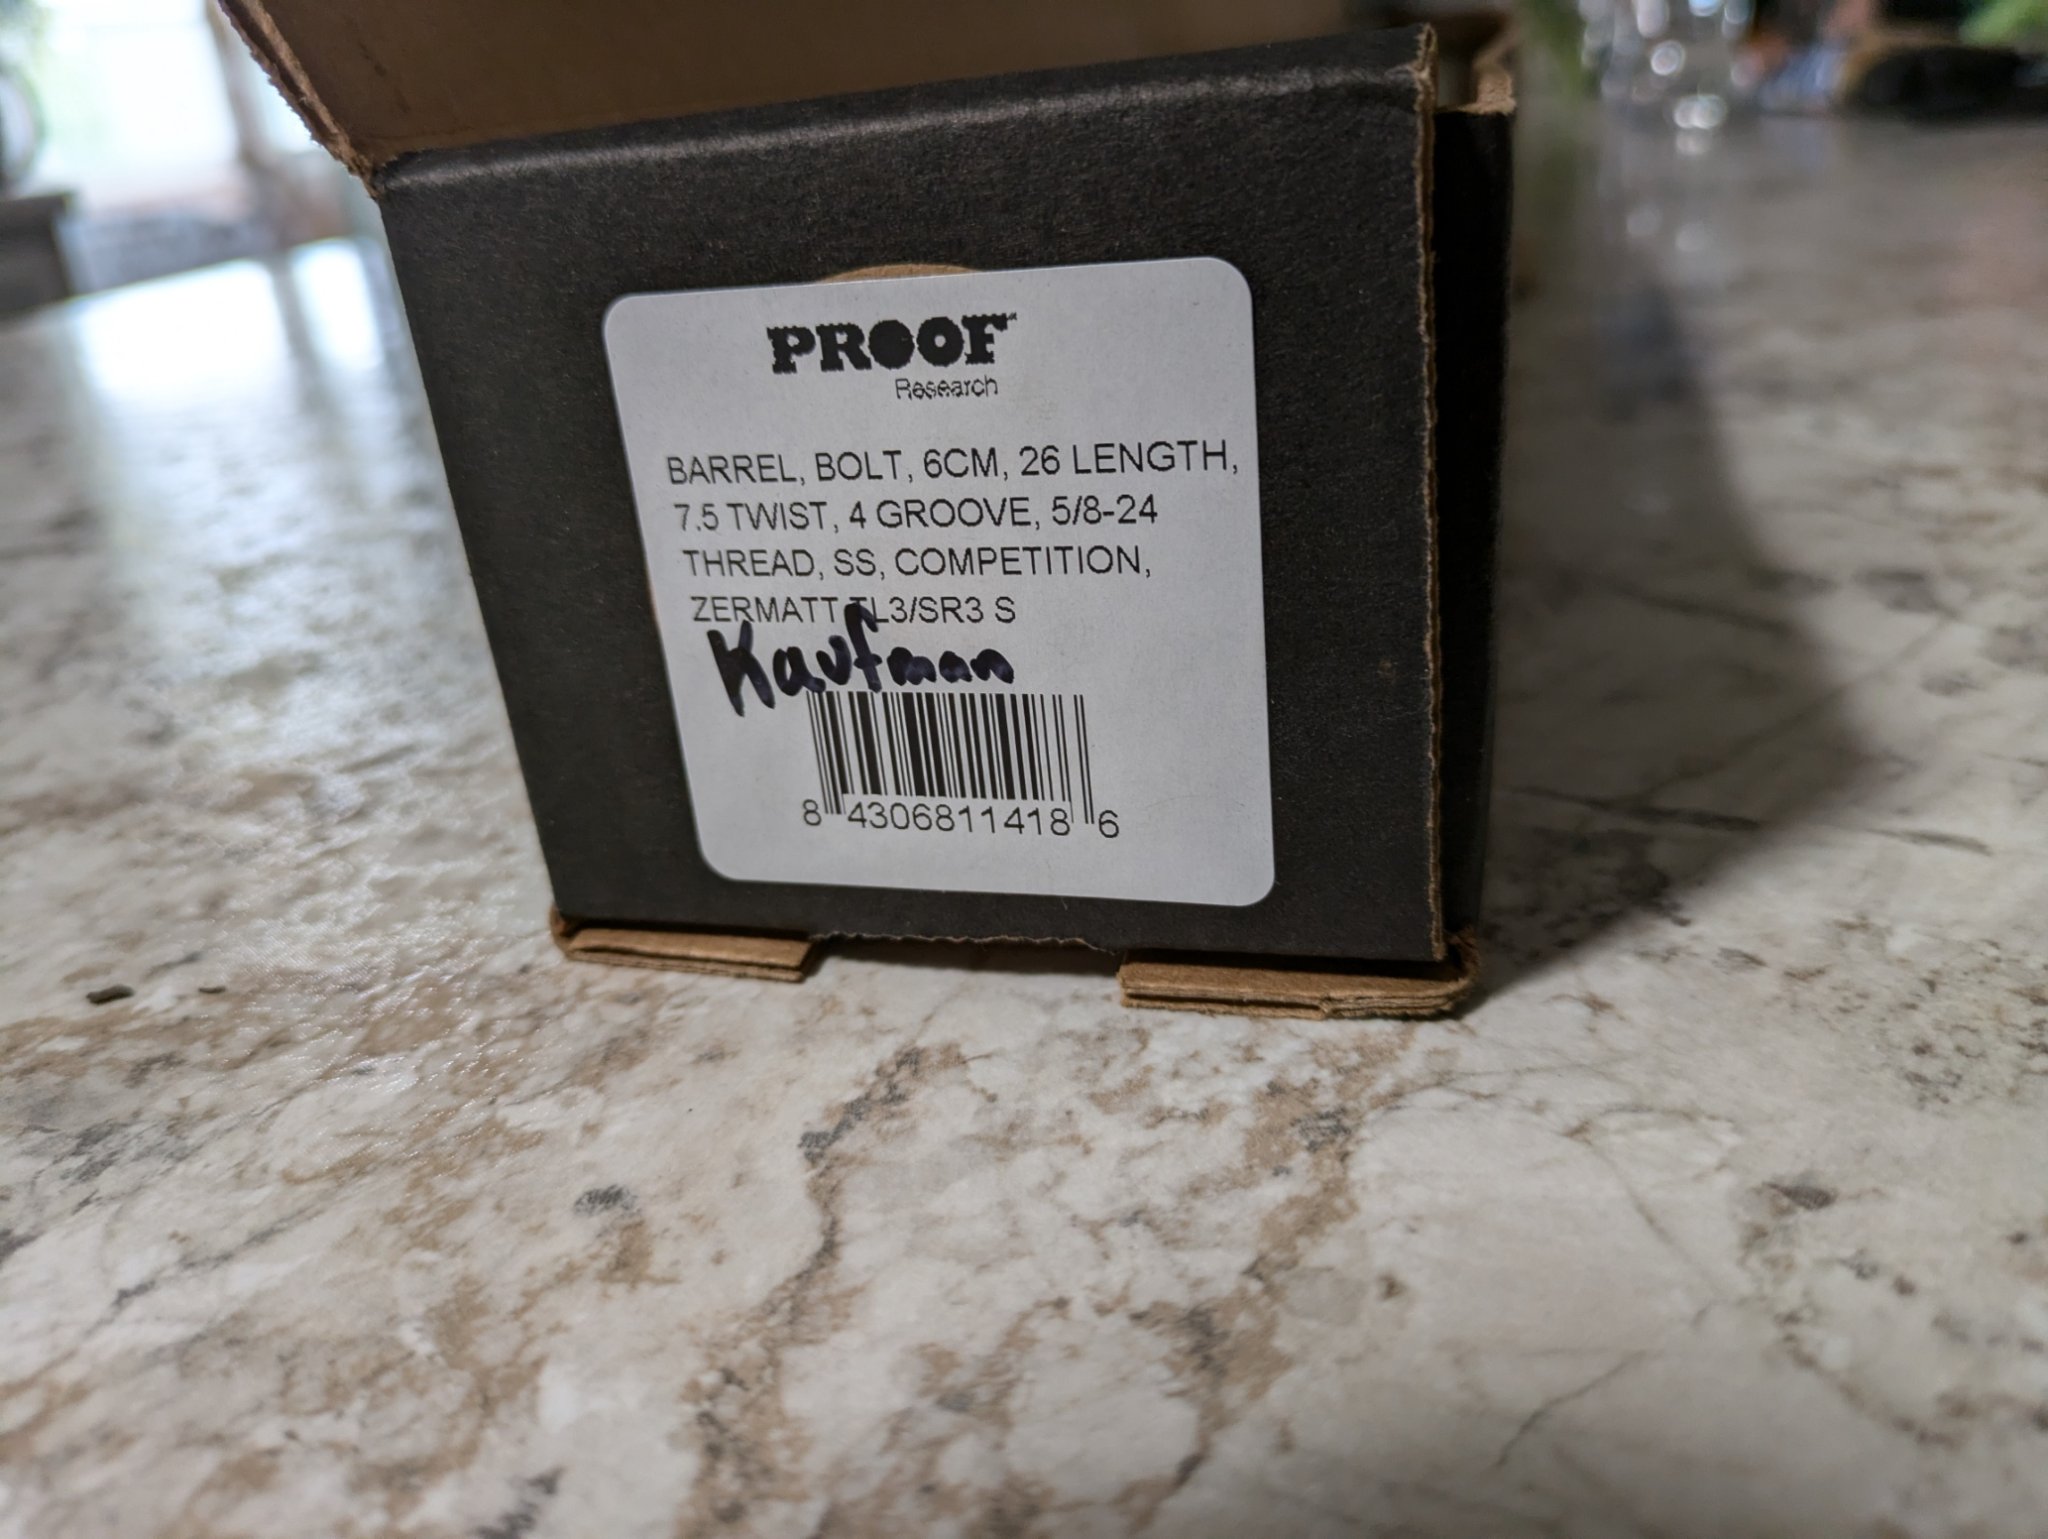 PROOF
Research
BARREL, BOLT, 6CM, 26 LENGTH,
7.5 TWIST, 4 GROOVE, 5/8-24
THREAD, SS, COMPETITION,
ZERMATT TL3/SR3 S
Kaufman
8 4306811418 6